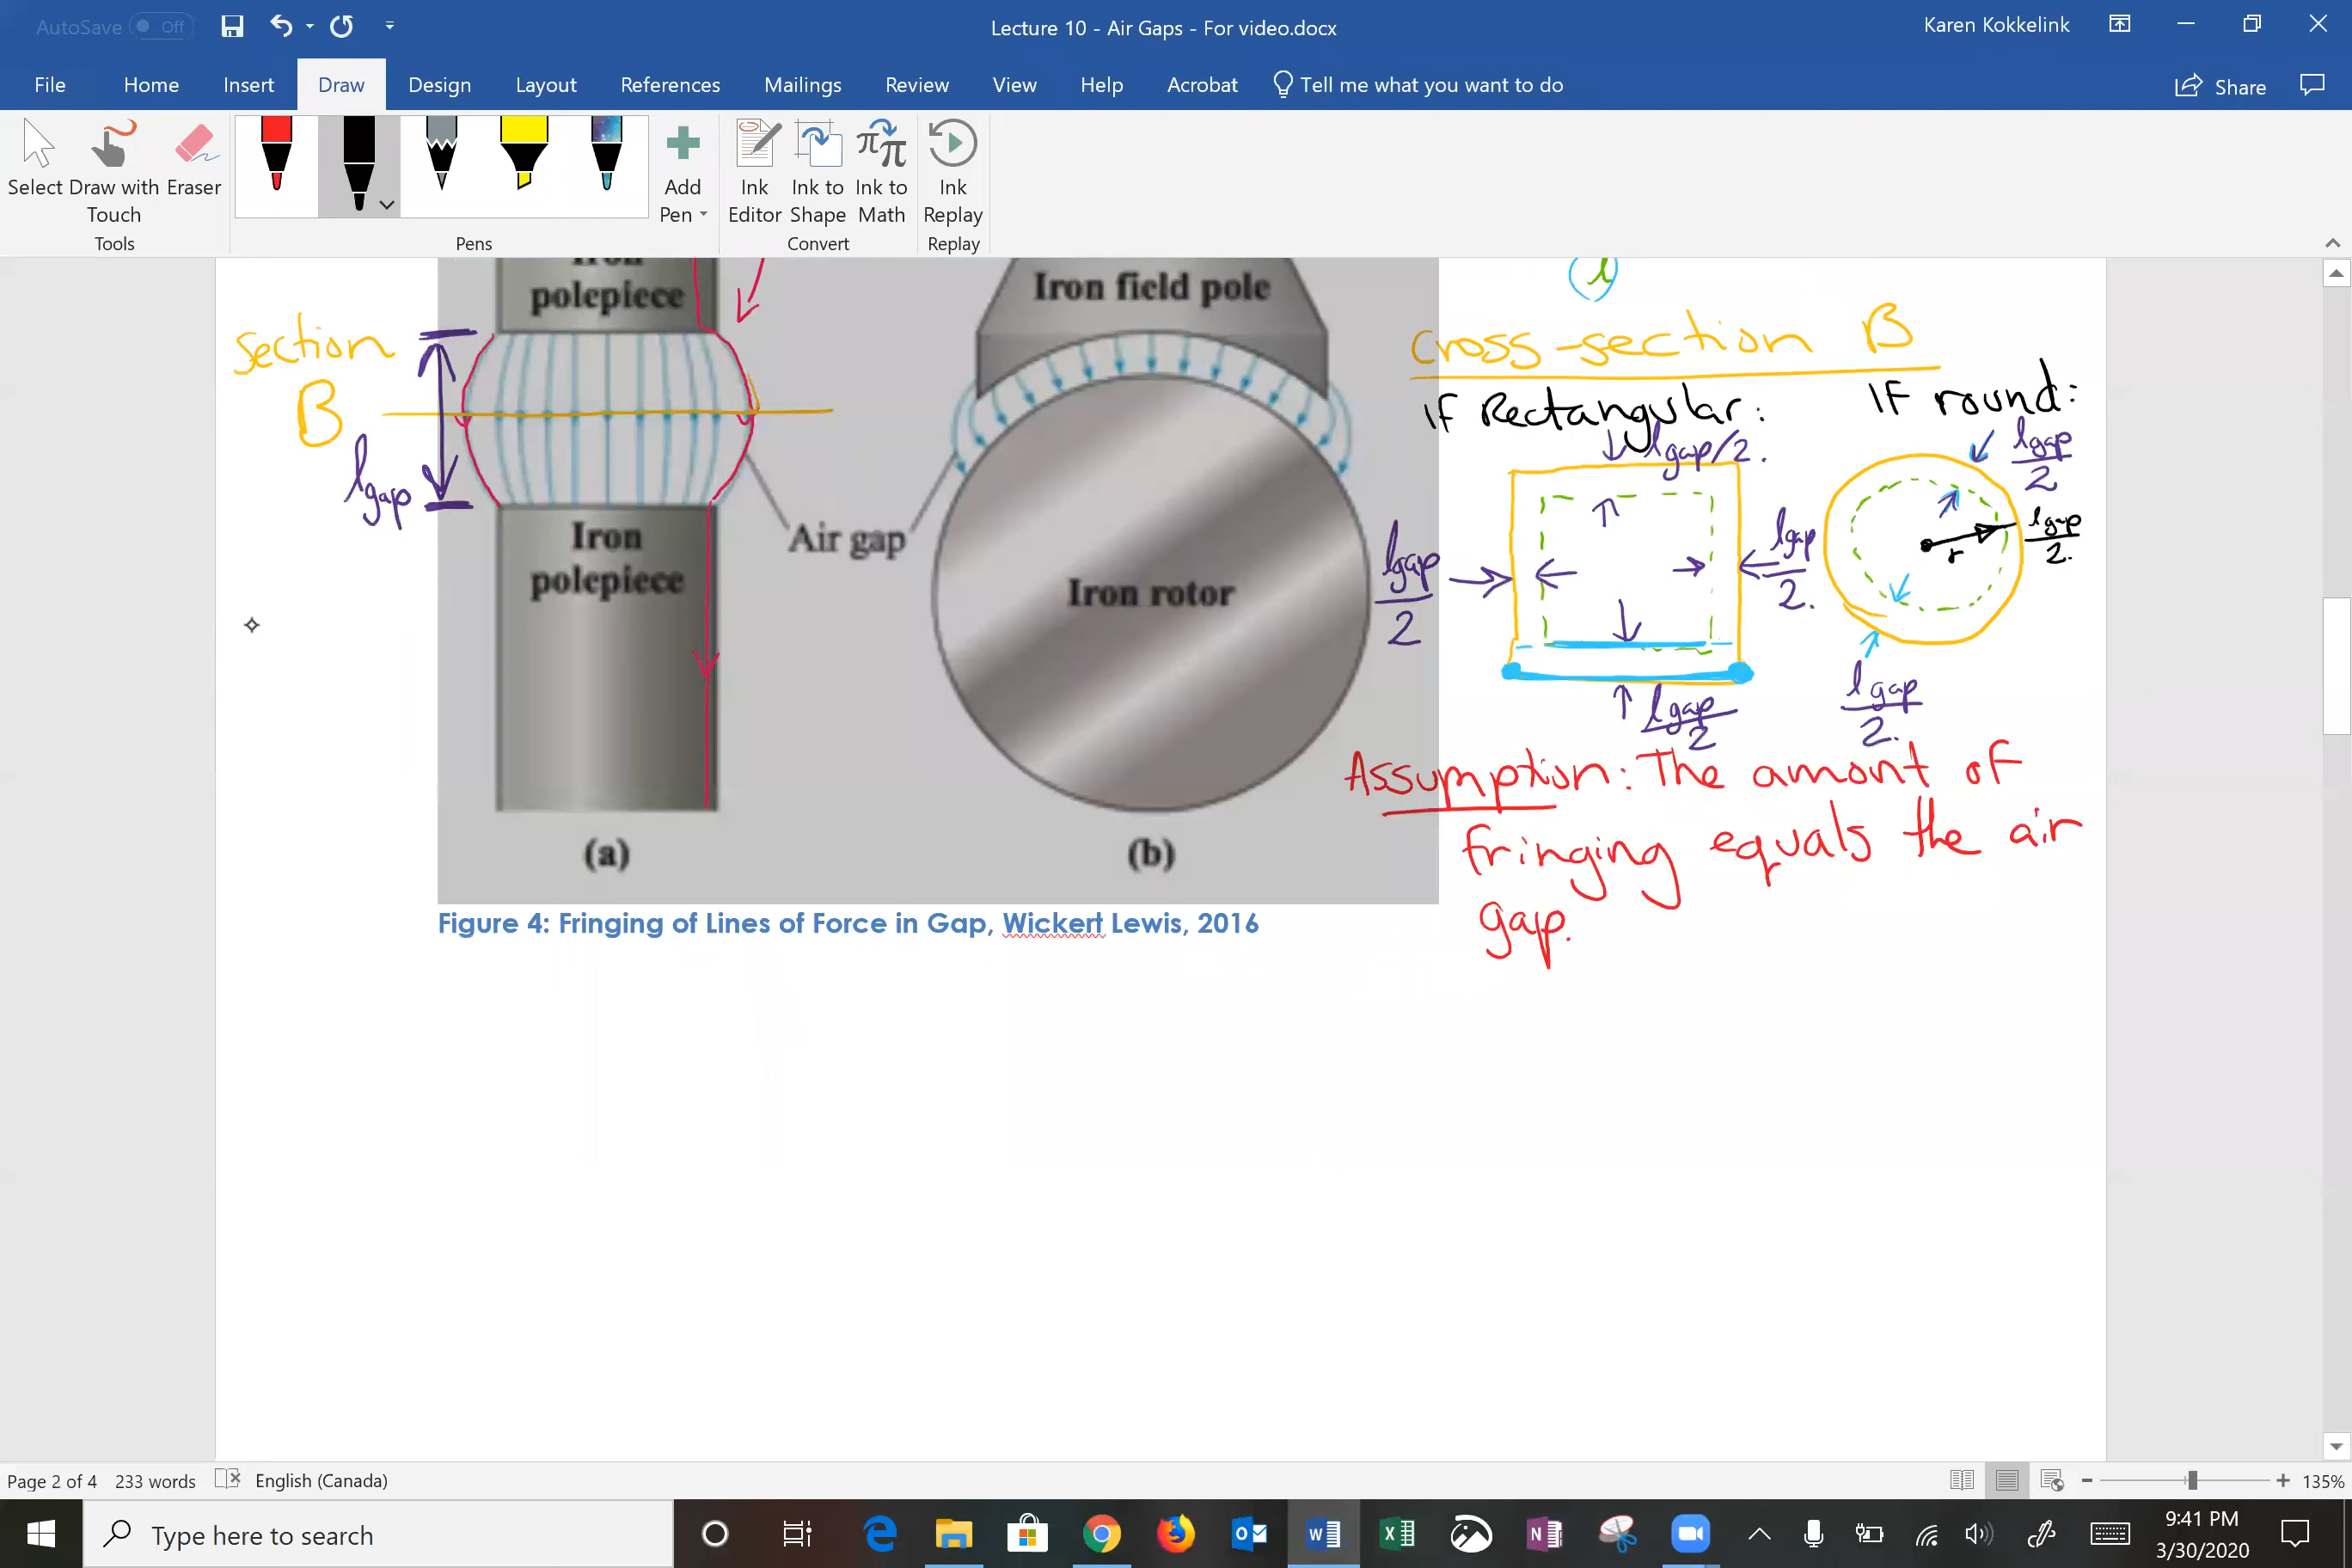 AutoSave Off
Lecture 10 - Air Gaps - For video.docx
Karen Kokkelink
File Home Insert Draw Design Layout References Mailings Review View Help Acrobat Tell me what you want to do
Share
Select Draw with Touch Eraser
Add Pen
Ink Editor
Ink to Shape
Ink to Math
Ink Replay
Tools
Pens
Convert
Replay
Iron
polepiece
Iron field pole
l
Section
B
Cross-section B
IF Rectangular:
IF round:
lgap/2.
lgap
2
lgap
Air gap
Iron
polepiece
Iron rotor
lgap
2
lgap
2.
r
lgap
2.
lgap
2
lgap
2.
Assumption: The amont of
fringing equals the air
gap.
(a)
(b)
Figure 4: Fringing of Lines of Force in Gap, Wickert Lewis, 2016
Page 2 of 4 233 words English (Canada)
135%
Type here to search
9:41 PM
3/30/2020